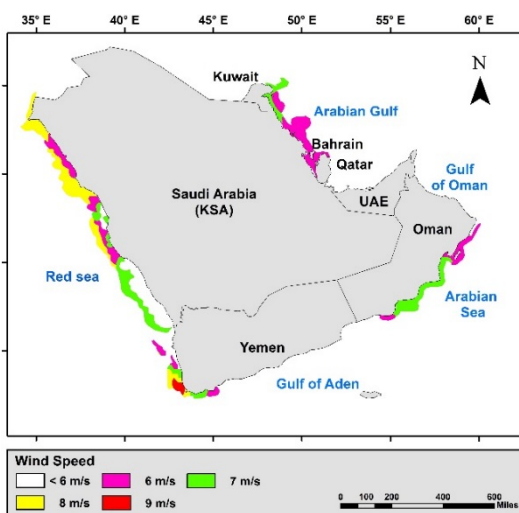 35°E 40°E 45°E 50°E 55°E 60°E
N
Kuwait
Arabian Gulf
Bahrain
Qatar
Gulf
of Oman
Saudi Arabia
(KSA)
UAE
Oman
Red sea
Arabian
Sea
Yemen
Gulf of Aden
Wind Speed
< 6 m/s 6 m/s 7 m/s
8 m/s 9 m/s
0 100 200 400 600
Miles